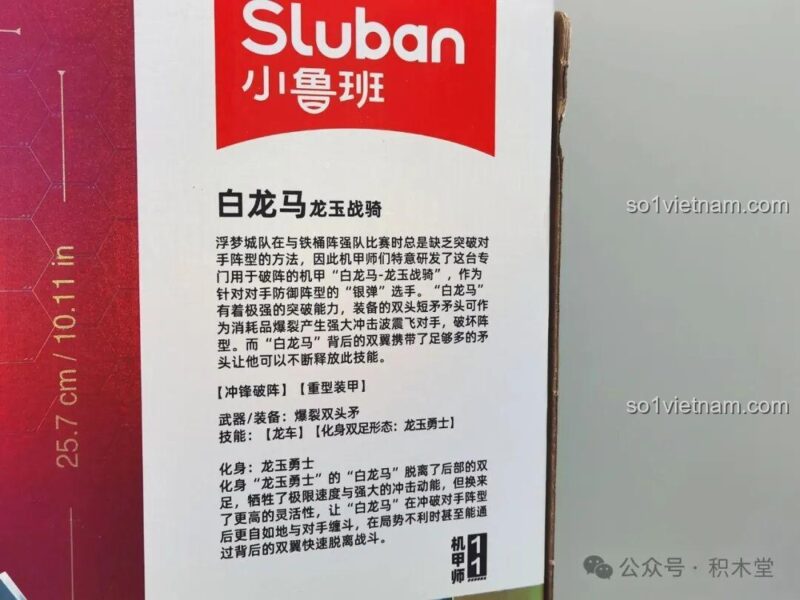 Sluban
小鲁班
白龙马 龙玉战骑
浮梦城队在与铁桶阵强队比赛时总是缺乏突破对
手阵型的方法，因此机甲师们特意研发了这台专
门用于破阵的机甲“白龙马-龙玉战骑”，作为
针对对手防御阵型的“银弹”选手。“白龙马”
有着极强的突破能力，装备的双头短矛矛头可作
为消耗品爆裂产生强大冲击波震飞对手，破坏阵
型。而“白龙马”背后的双翼携带了足够多的矛
头让他可以不断释放此技能。
【冲锋破阵】【重型装甲】
武器/装备：爆裂双头矛
技能：【龙车】【化身双足形态：龙玉勇士】
化身：龙玉勇士
化身“龙玉勇士”的“白龙马”脱离了后部的双
足，牺牲了极限速度与强大的冲击动能，但换来
了更高的灵活性，让“白龙马”在冲破对手阵型
后更自如地与对手缠斗，在局势不利时甚至能通
过背后的双翼快速脱离战斗。
机甲师
11
25.7 cm / 10.11 in
so1vietnam.com
so1vietnam.com
公众号·积木堂